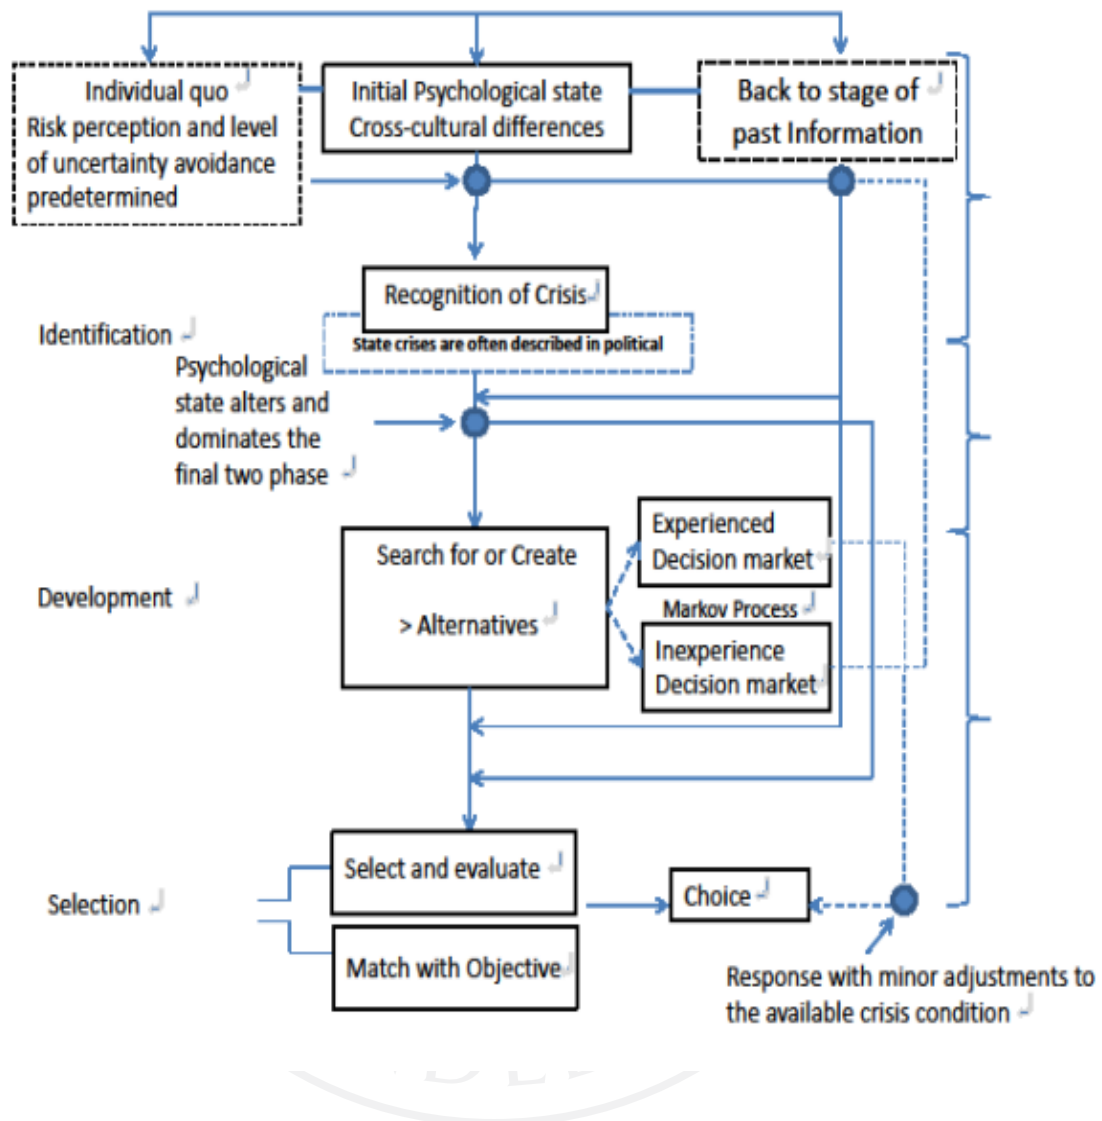 Individual quo
Risk perception and level
of uncertainty avoidance
predetermined
Initial Psychological state
Cross-cultural differences
Back to stage of
past Information
Recognition of Crisis
State crises are often described in political
Identification
Psychological
state alters and
dominates the
final two phase
Search for or Create
> Alternatives
Experienced
Decision market
Markov Process
Inexperience
Decision market
Development
Select and evaluate
Selection
Choice
Match with Objective
Response with minor adjustments to
the available crisis condition